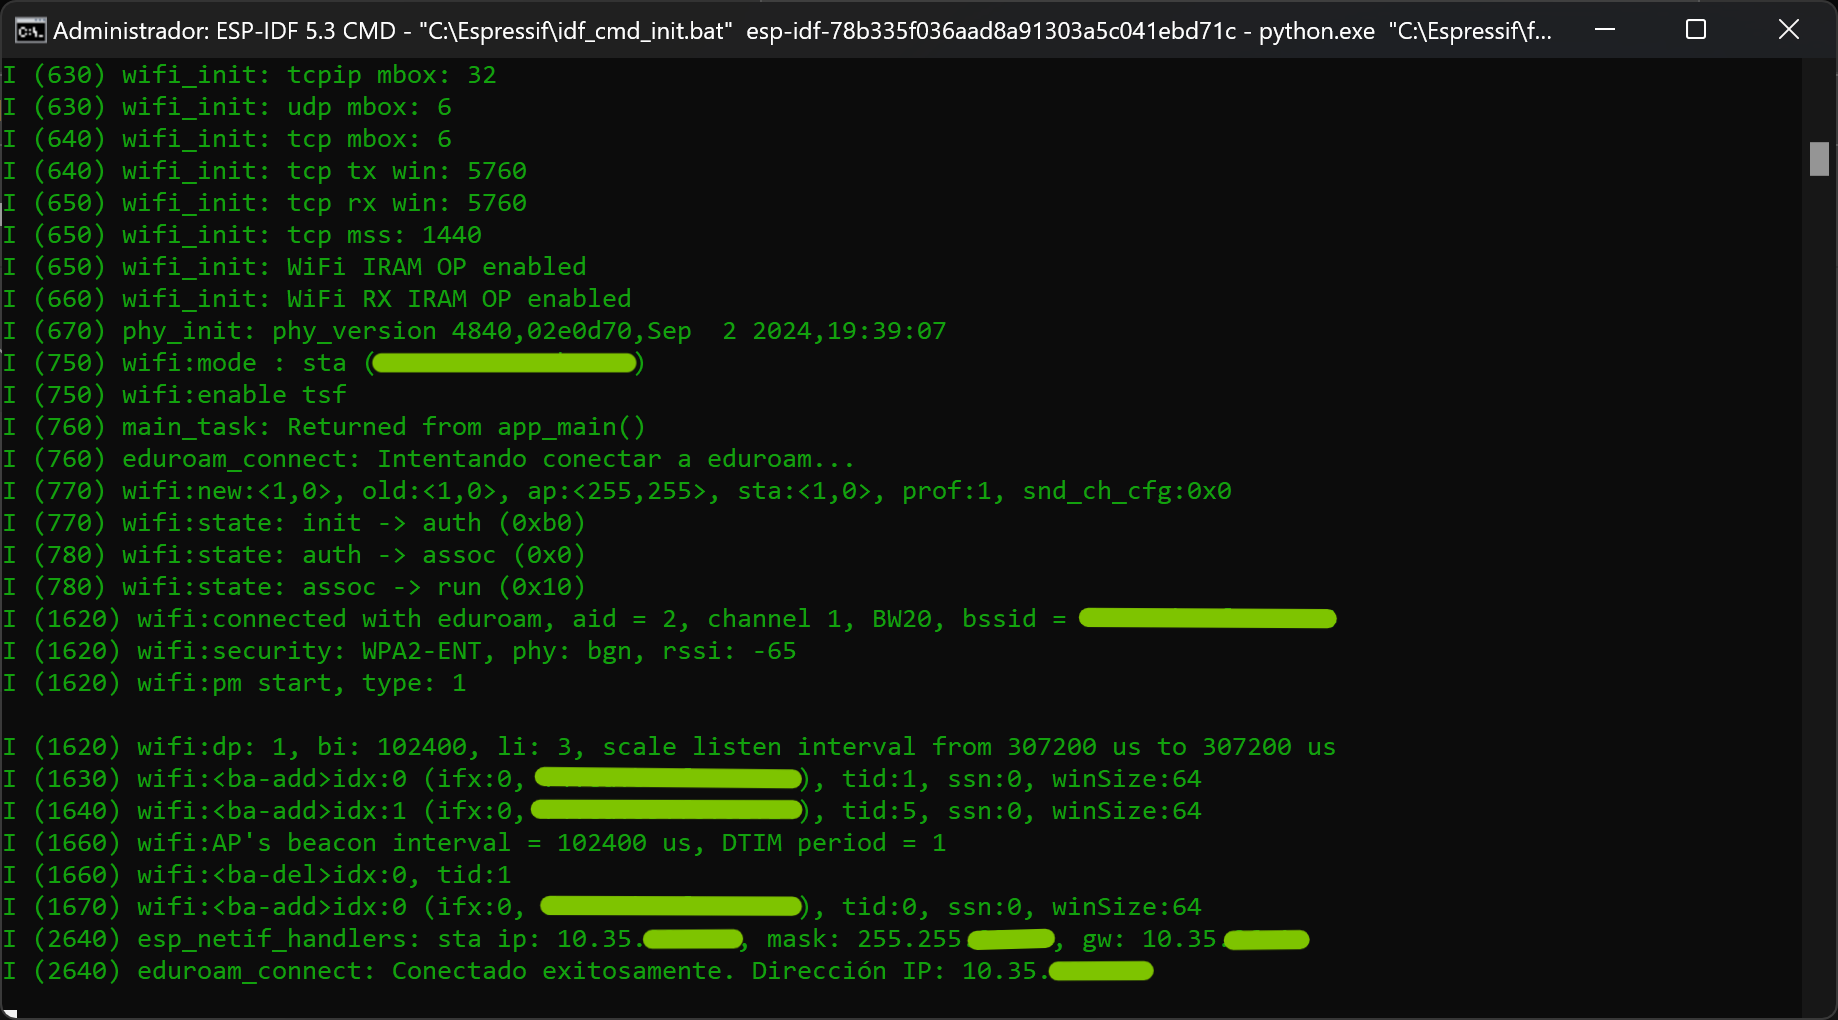 Administrador: ESP-IDF 5.3 CMD - "C:\Espressif\idf_cmd_init.bat"  esp-idf-78b335f036aad8a91303a5c041ebd71c - python.exe  "C:\Espressif\f...
I (630) wifi_init: tcpip mbox: 32
I (630) wifi_init: udp mbox: 6
I (640) wifi_init: tcp mbox: 6
I (640) wifi_init: tcp tx win: 5760
I (650) wifi_init: tcp rx win: 5760
I (650) wifi_init: tcp mss: 1440
I (650) wifi_init: WiFi IRAM OP enabled
I (660) wifi_init: WiFi RX IRAM OP enabled
I (670) phy_init: phy_version 4840,02e0d70,Sep  2 2024,19:39:07
I (750) wifi:mode : sta ( )
I (750) wifi:enable tsf
I (760) main_task: Returned from app_main()
I (760) eduroam_connect: Intentando conectar a eduroam...
I (770) wifi:new:<1,0>, old:<1,0>, ap:<255,255>, sta:<1,0>, prof:1, snd_ch_cfg:0x0
I (770) wifi:state: init -> auth (0xb0)
I (780) wifi:state: auth -> assoc (0x0)
I (780) wifi:state: assoc -> run (0x10)
I (1620) wifi:connected with eduroam, aid = 2, channel 1, BW20, bssid =
I (1620) wifi:security: WPA2-ENT, phy: bgn, rssi: -65
I (1620) wifi:pm start, type: 1
I (1620) wifi:dp: 1, bi: 102400, li: 3, scale listen interval from 307200 us to 307200 us
I (1630) wifi:<ba-add>idx:0 (ifx:0, ), tid:1, ssn:0, winSize:64
I (1640) wifi:<ba-add>idx:1 (ifx:0, ), tid:5, ssn:0, winSize:64
I (1660) wifi:AP's beacon interval = 102400 us, DTIM period = 1
I (1660) wifi:<ba-del>idx:0, tid:1
I (1670) wifi:<ba-add>idx:0 (ifx:0, ), tid:0, ssn:0, winSize:64
I (2640) esp_netif_handlers: sta ip: 10.35. , mask: 255.255. , gw: 10.35.
I (2640) eduroam_connect: Conectado exitosamente. Dirección IP: 10.35.